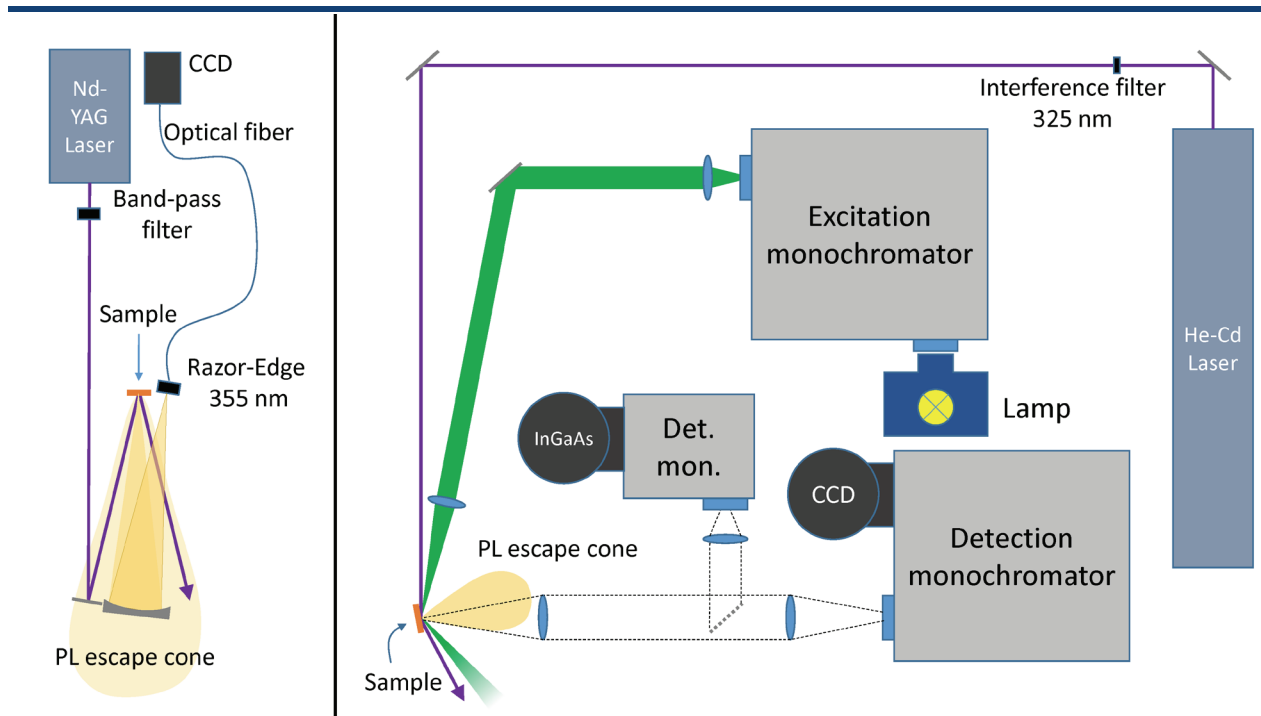 Nd-
YAG
Laser
CCD
Optical fiber
Band-pass
filter
Sample
Razor-Edge
355 nm
PL escape cone
Interference filter
325 nm
Excitation
monochromator
He-Cd
Laser
Lamp
InGaAs
Det.
mon.
CCD
Detection
monochromator
PL escape cone
Sample